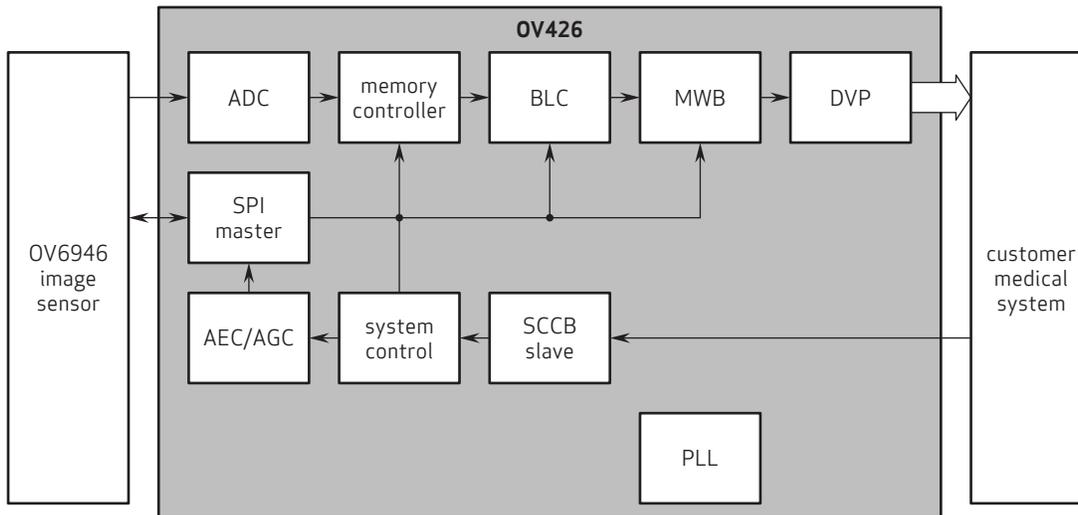 OV426
ADC
memory
controller
BLC
MWB
DVP
SPI
master
OV6946
image
sensor
customer
medical
system
AEC/AGC
system
control
SCCB
slave
PLL